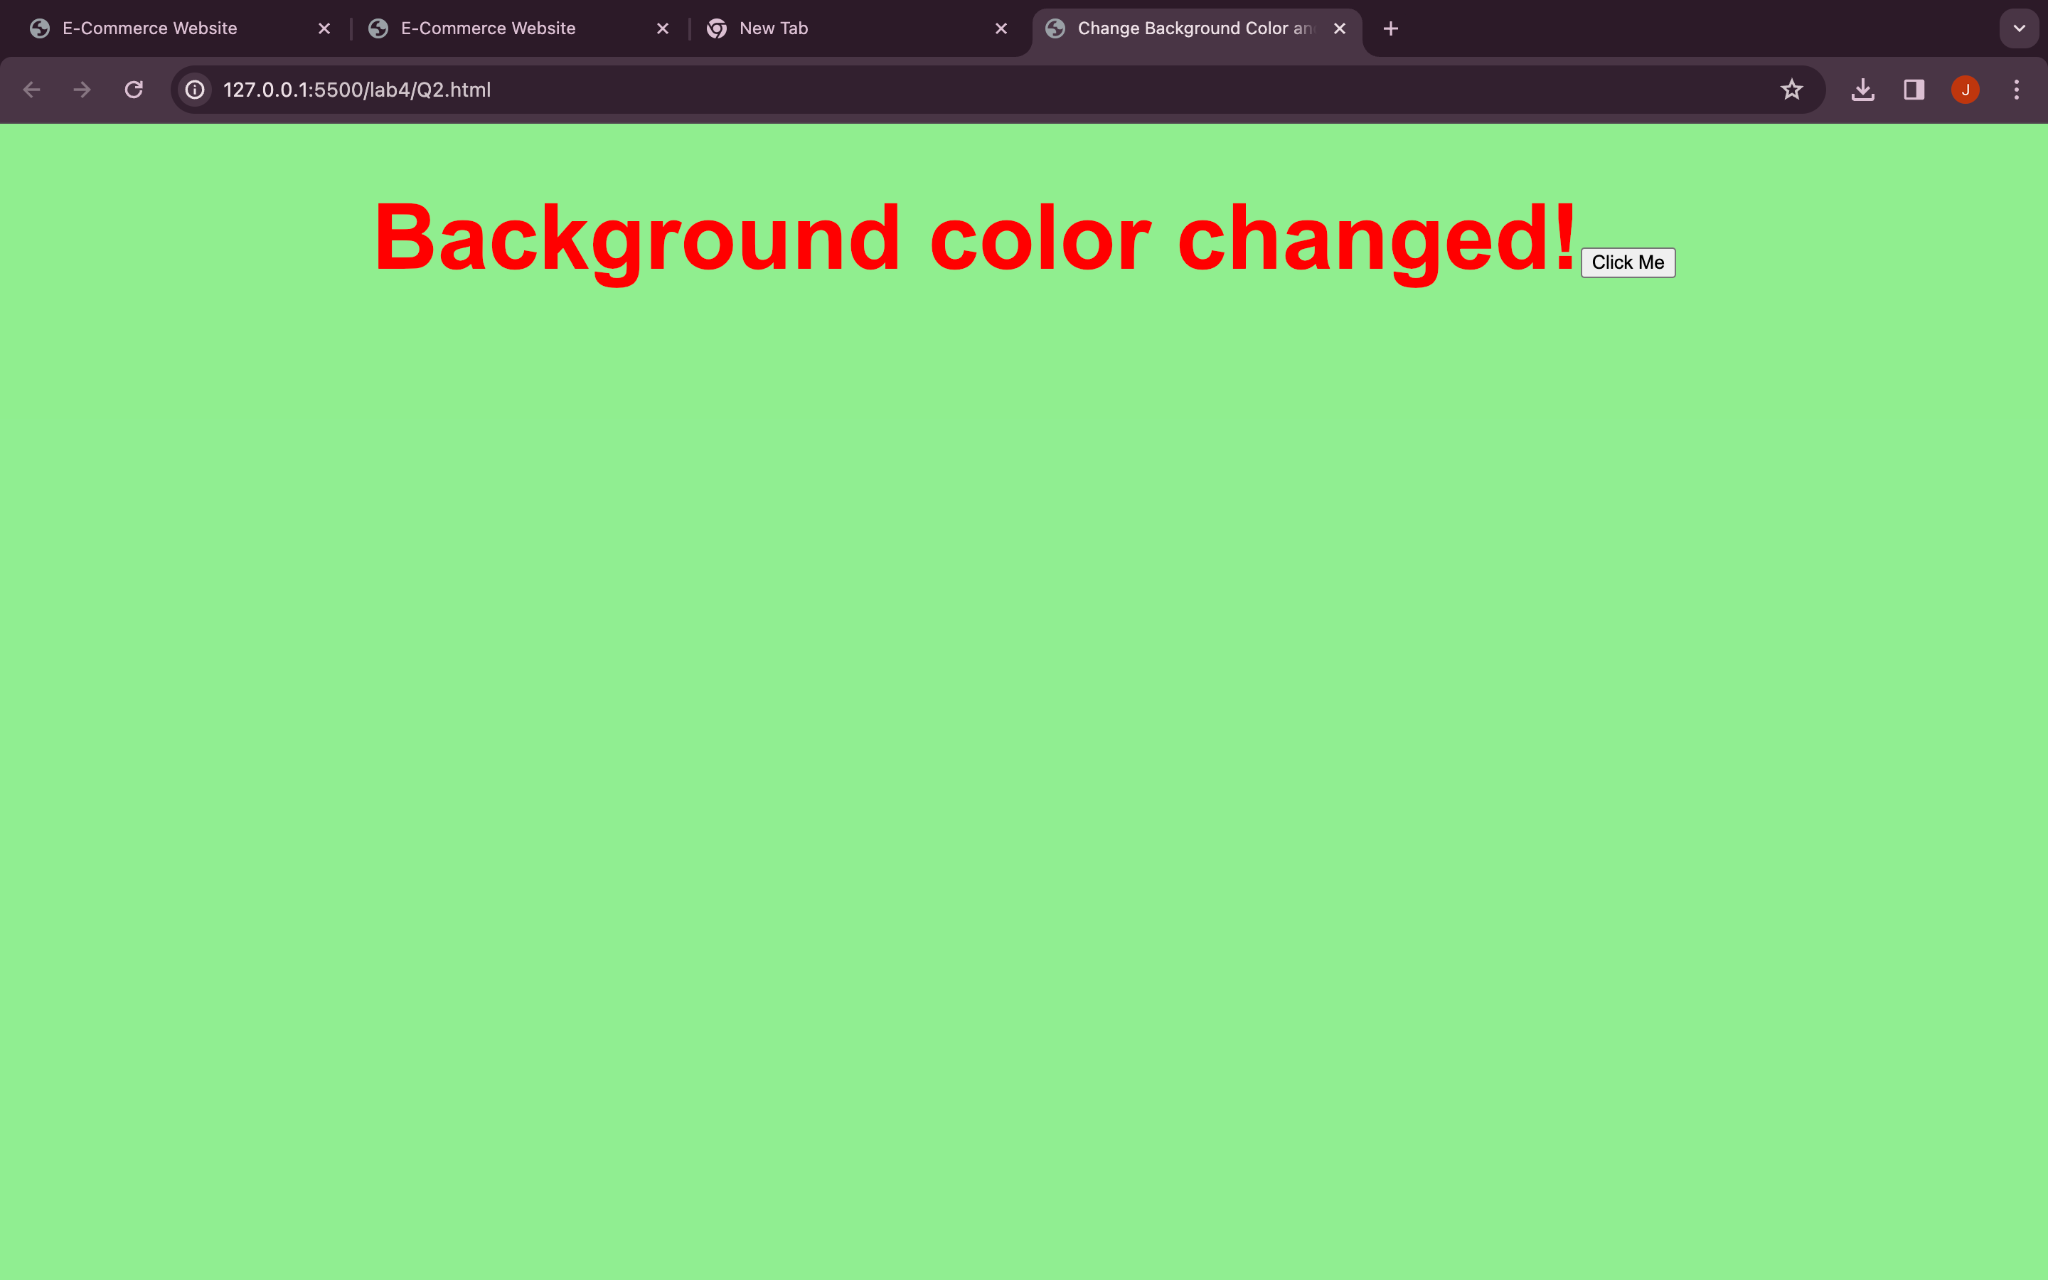 E-Commerce Website
E-Commerce Website
New Tab
Change Background Color an
127.0.0.1:5500/lab4/Q2.html
J
Background color changed!
Click Me